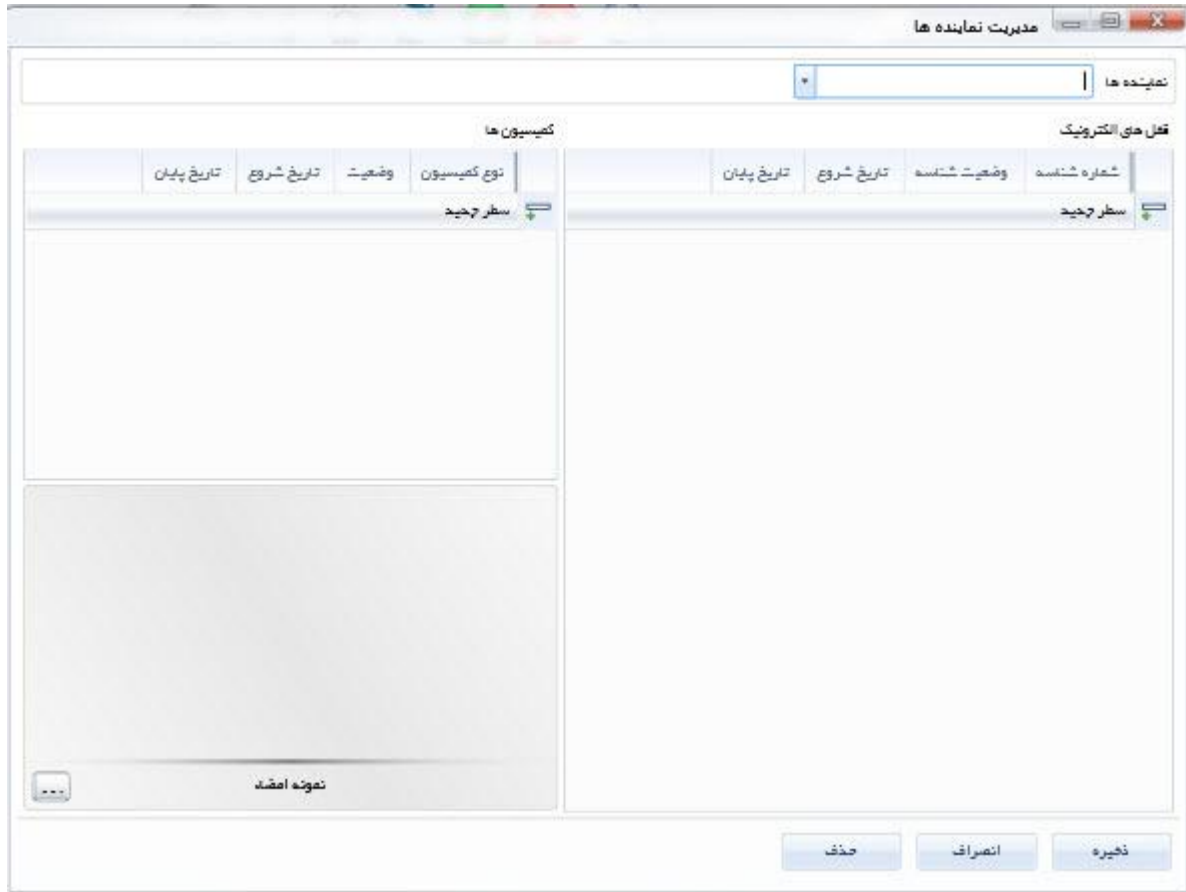 مدیریت نماینده ها
نماینده ها
قفل های الکترونیک
شماره شناسه وضعیت شناسه تاریخ شروع تاریخ پایان
سطر جدید
کمیسیون ها
نوع کمیسیون وضعیت تاریخ شروع تاریخ پایان
سطر جدید
نمونه امضاء
...
ذخیره انصراف حذف